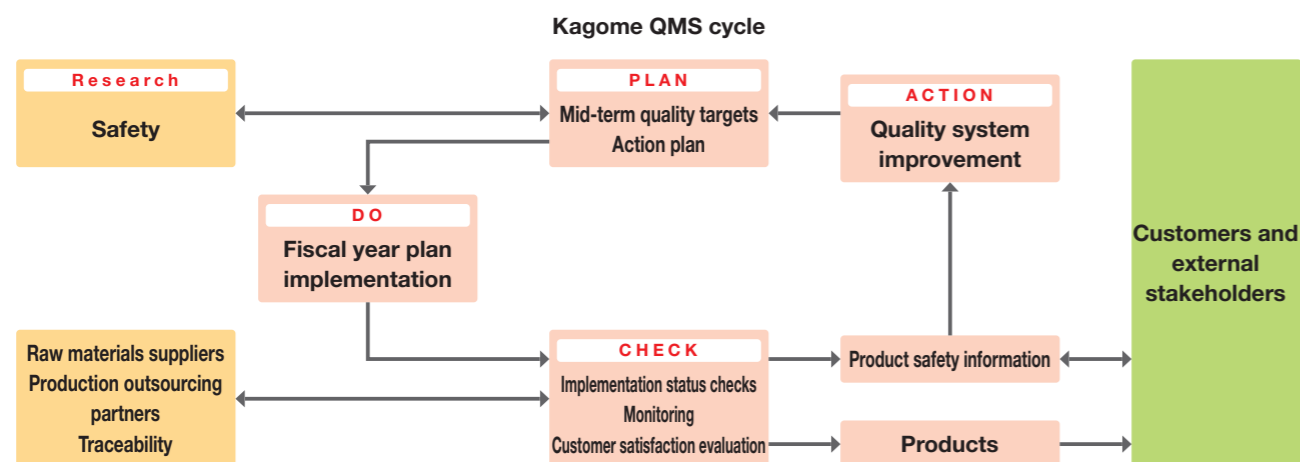 Kagome QMS cycle
Research
Safety
PLAN
Mid-term quality targets
Action plan
ACTION
Quality system
improvement
DO
Fiscal year plan
implementation
Customers and
external
stakeholders
Raw materials suppliers
Production outsourcing
partners
Traceability
CHECK
Implementation status checks
Monitoring
Customer satisfaction evaluation
Product safety information
Products